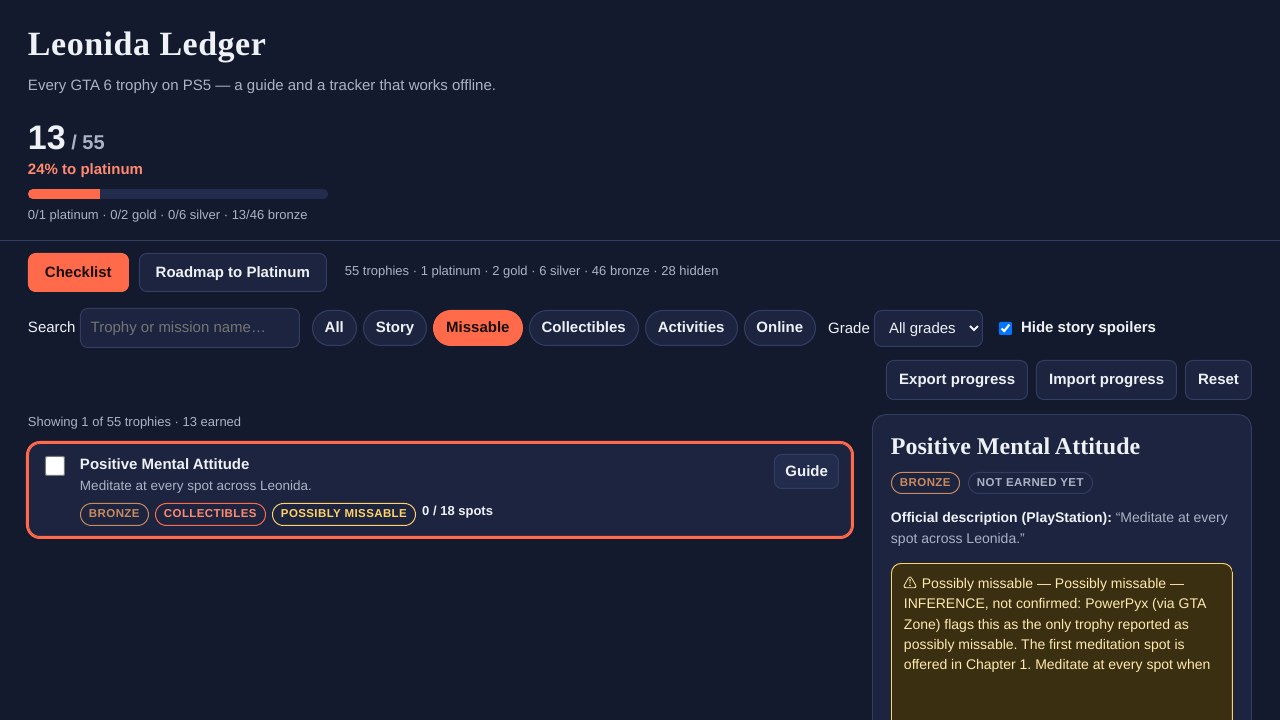 Leonida Ledger
Every GTA 6 trophy on PS5 — a guide and a tracker that works offline.
13 / 55
24% to platinum
0/1 platinum · 0/2 gold · 0/6 silver · 13/46 bronze
Checklist
Roadmap to Platinum
55 trophies · 1 platinum · 2 gold · 6 silver · 46 bronze · 28 hidden
Search
Trophy or mission name…
All
Story
Missable
Collectibles
Activities
Online
Grade
All grades
Hide story spoilers
Export progress
Import progress
Reset
Showing 1 of 55 trophies · 13 earned
Positive Mental Attitude
Meditate at every spot across Leonida.
BRONZE
COLLECTIBLES
POSSIBLY MISSABLE
0 / 18 spots
Guide
Positive Mental Attitude
BRONZE
NOT EARNED YET
Official description (PlayStation): “Meditate at every
spot across Leonida.”
⚠ Possibly missable — Possibly missable —
INFERENCE, not confirmed: PowerPyx (via GTA
Zone) flags this as the only trophy reported as
possibly missable. The first meditation spot is
offered in Chapter 1. Meditate at every spot when